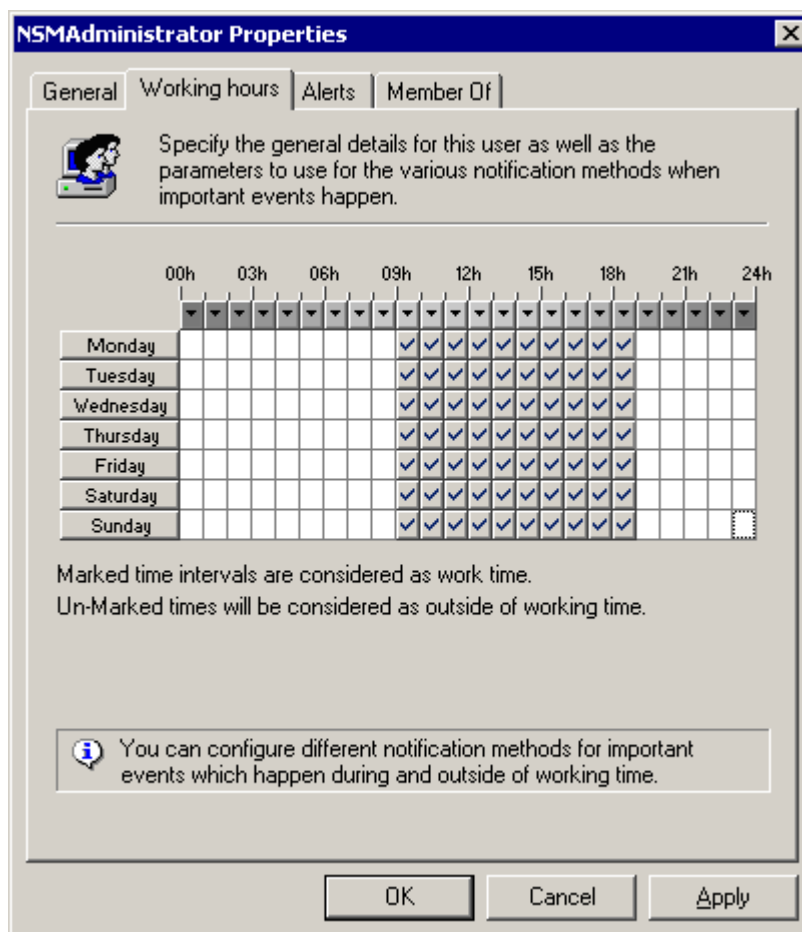 NSMAdministrator Properties
General Working hours Alerts Member Of
Specify the general details for this user as well as the
parameters to use for the various notification methods when
important events happen.
00h 03h 06h 09h 12h 15h 18h 21h 24h
Monday
Tuesday
Wednesday
Thursday
Friday
Saturday
Sunday
Marked time intervals are considered as work time.
Un-Marked times will be considered as outside of working time.
You can configure different notification methods for important
events which happen during and outside of working time.
OK Cancel Apply